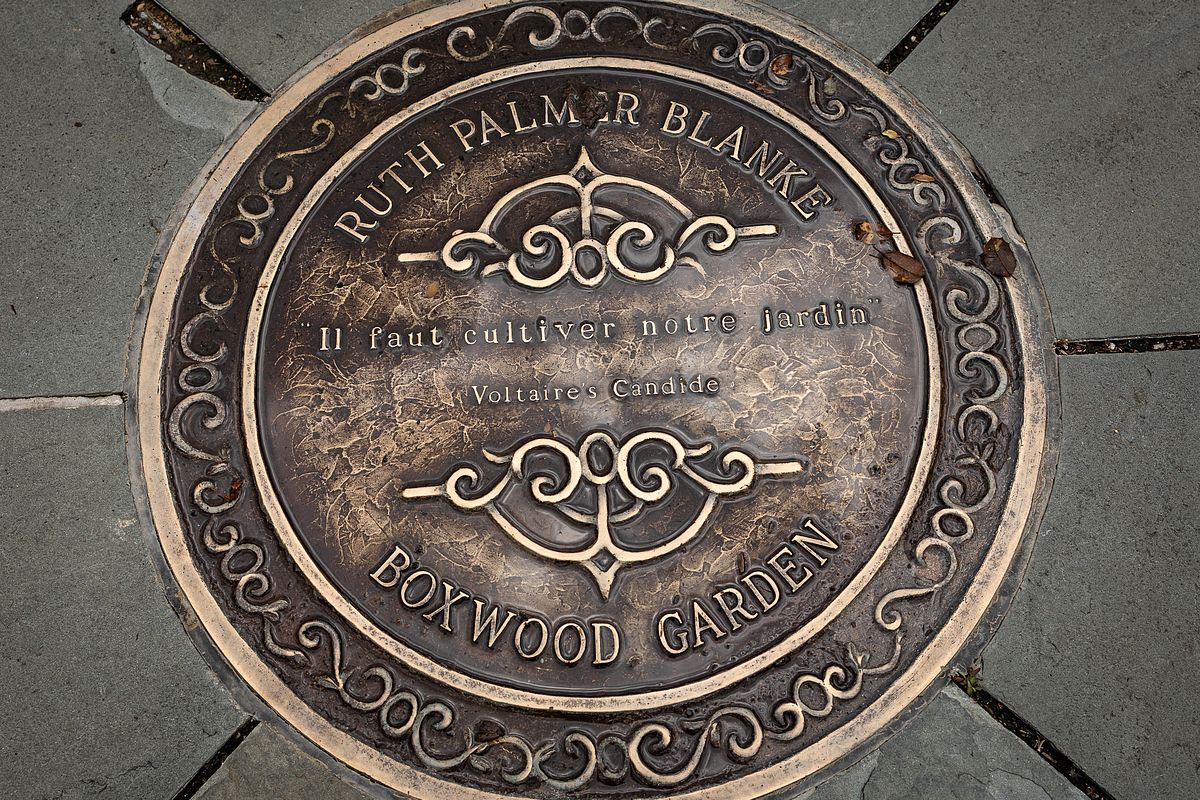 RUTH PALMER BLANKE
"Il faut cultiver notre jardin"
Voltaire's Candide
BOXWOOD GARDEN